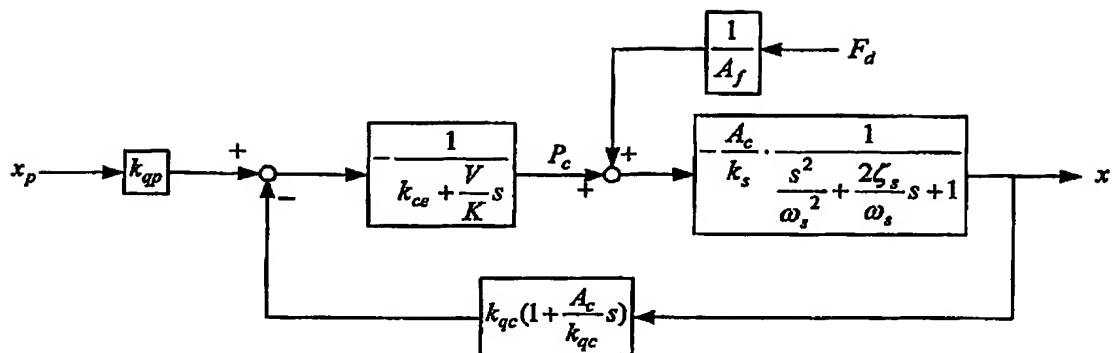 1
A_f
F_d
x_p
k_qp
+
−
− 1
k_ce + V/K s
P_c
+
+
− A_c/k_s · 1
s²/ω_s² + 2ζ_s/ω_s s + 1
x
k_qc(1 + A_c/k_qc s)